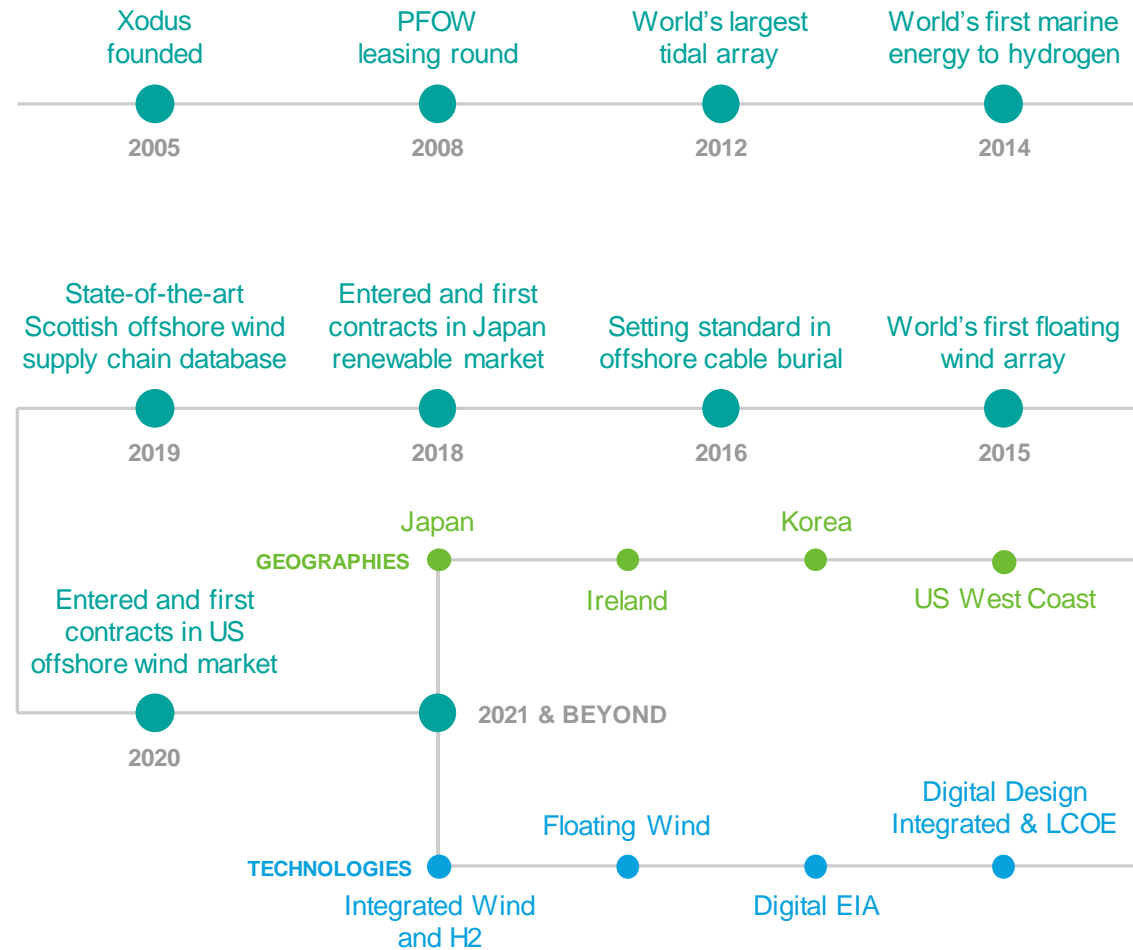 Xodus
founded
2005
PFOW
leasing round
2008
World's largest
tidal array
2012
World's first marine
energy to hydrogen
2014
State-of-the-art
Scottish offshore wind
supply chain database
2019
Entered and first
contracts in Japan
renewable market
2018
Setting standard in
offshore cable burial
2016
World's first floating
wind array
2015
GEOGRAPHIES
Japan
Ireland
Korea
US West Coast
Entered and first
contracts in US
offshore wind market
2020
2021 & BEYOND
TECHNOLOGIES
Integrated Wind
and H2
Floating Wind
Digital EIA
Digital Design
Integrated & LCOE